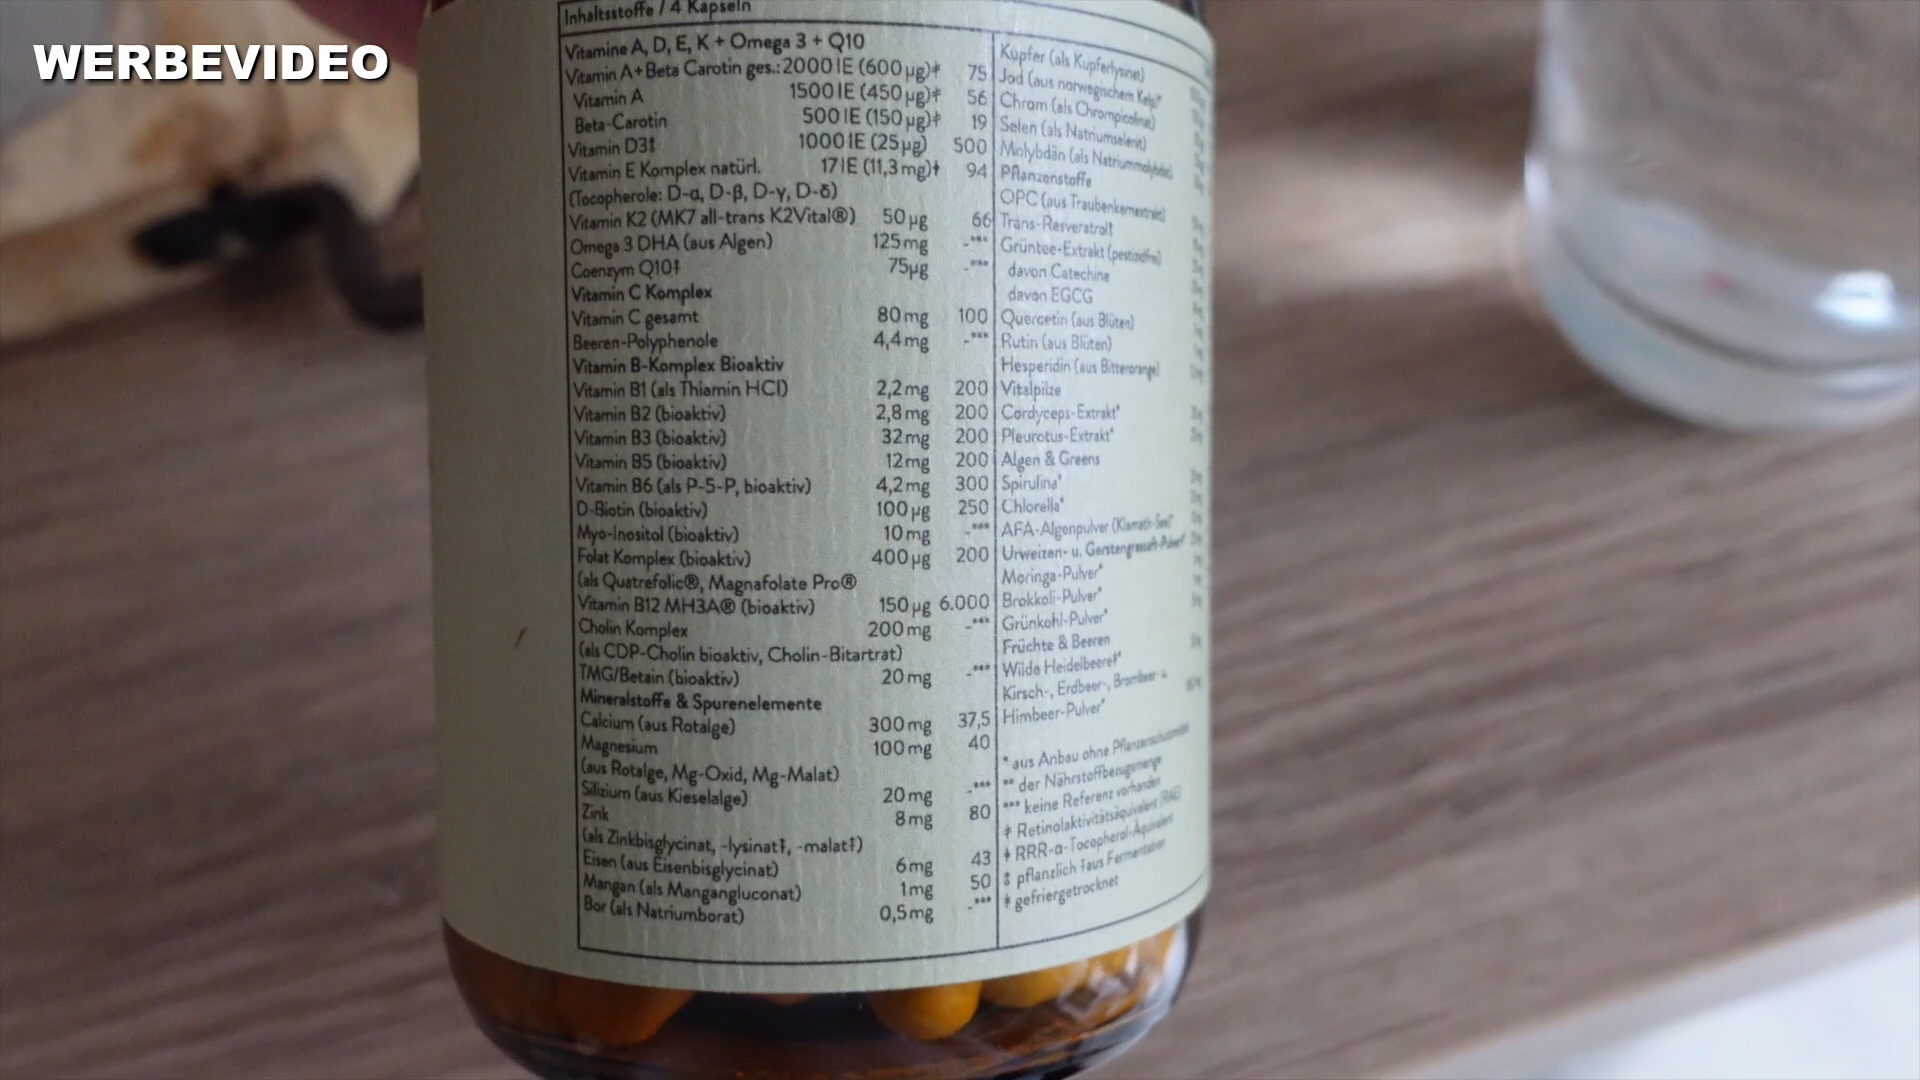 WERBEVIDEO
Inhaltsstoffe / 4 Kapseln
Vitamine A, D, E, K + Omega 3 + Q10
Vitamin A+Beta Carotin ges.: 2000 IE (600 µg)ǂ 75
Vitamin A 1500 IE (450 µg)ǂ 56
Beta-Carotin 500 IE (150 µg)ǂ 19
Vitamin D3 1000 IE (25 µg) 500
Vitamin E Komplex natürl. 17 IE (11,3 mg) 94
(Tocopherole: D-α, D-β, D-γ, D-δ)
Vitamin K2 (MK7 all-trans K2Vital®) 50 µg 66
Omega 3 DHA (aus Algen) 125 mg -***
Coenzym Q10 75 µg -***
Vitamin C Komplex
Vitamin C gesamt 80 mg 100
Beeren-Polyphenole 4,4 mg -***
Vitamin B-Komplex Bioaktiv
Vitamin B1 (als Thiamin HCl) 2,2 mg 200
Vitamin B2 (bioaktiv) 2,8 mg 200
Vitamin B3 (bioaktiv) 32 mg 200
Vitamin B5 (bioaktiv) 12 mg 200
Vitamin B6 (als P-5-P, bioaktiv) 4,2 mg 300
D-Biotin (bioaktiv) 100 µg 250
Myo-Inositol (bioaktiv) 10 mg -***
Folat Komplex (bioaktiv) 400 µg 200
(als Quatrefolic®, Magnafolate Pro®)
Vitamin B12 MH3A® (bioaktiv) 150 µg 6.000
Cholin Komplex 200 mg -***
(als CDP-Cholin bioaktiv, Cholin-Bitartrat)
TMG/Betain (bioaktiv) 20 mg -***
Mineralstoffe & Spurenelemente
Calcium (aus Rotalge) 300 mg 37,5
Magnesium 100 mg 40
(aus Rotalge, Mg-Oxid, Mg-Malat)
Silizium (aus Kieselalge) 20 mg -***
Zink 8 mg 80
(als Zinkbisglycinat, -lysinat‡, -malat‡)
Eisen (aus Eisenbisglycinat) 6 mg 43
Mangan (als Mangangluconat) 1 mg 50
Bor (als Natriumborat) 0,5 mg -***
Kupfer (als Kupferlysinat)
Jod (aus norwegischem Kelp)*
Chrom (als Chrompicolinat)
Selen (als Natriumselenit)
Molybdän (als Natriummolybdat)
Pflanzenstoffe
OPC (aus Traubenkernextrakt)
Trans-Resveratrol
Grüntee-Extrakt (pestizidfrei)
davon Catechine
davon EGCG
Quercetin (aus Blüten)
Rutin (aus Blüten)
Hesperidin (aus Bitterorange)
Vitalpilze
Cordyceps-Extrakt*
Pleurotus-Extrakt*
Algen & Greens
Spirulina*
Chlorella*
AFA-Algenpulver (Klamath-See)*
Urweizen- u. Gerstengrassaft-Pulver*
Moringa-Pulver*
Brokkoli-Pulver*
Grünkohl-Pulver*
Früchte & Beeren
Wilde Heidelbeere
Kirsch-, Erdbeer-, Brombeer- u.
Himbeer-Pulver*
* aus Anbau ohne Pflanzenschutzmittel
** der Nährstoffbezugsmenge
*** keine Referenz vorhanden
ǂ Retinolaktivitätsäquivalent (RAE)
RRR-α-Tocopherol-Äquivalent
pflanzlich ‡aus Fermentation
gefriergetrocknet